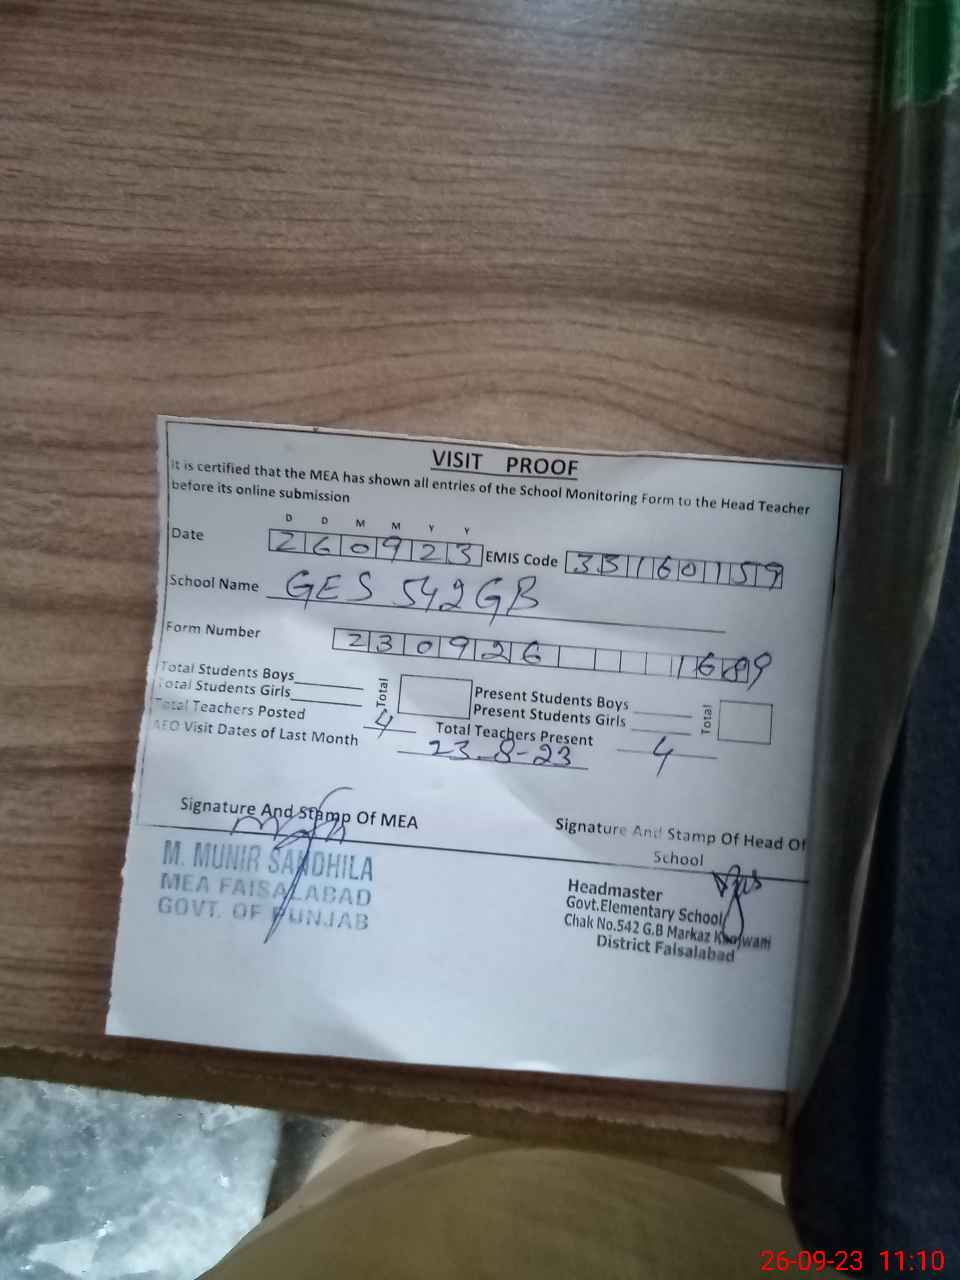 VISIT PROOF
It is certified that the MEA has shown all entries of the School Monitoring Form to the Head Teacher
before its online submission
D D M M Y Y
Date 260923 EMIS Code 33160159
School Name GES 542GB
Form Number 230926 1689
Total Students Boys Total Present Students Boys Total
Total Students Girls Present Students Girls
Total Teachers Posted 4 Total Teachers Present 4
AEO Visit Dates of Last Month 23-8-23
Signature And Stamp Of MEA
Signature And Stamp Of Head Of
School
M. MUNIR SANDHILA
MEA FAISALABAD
GOVT. OF PUNJAB
Headmaster
Govt.Elementary School
Chak No.542 G.B Markaz
District Faisalabad
26-09-23 11:10